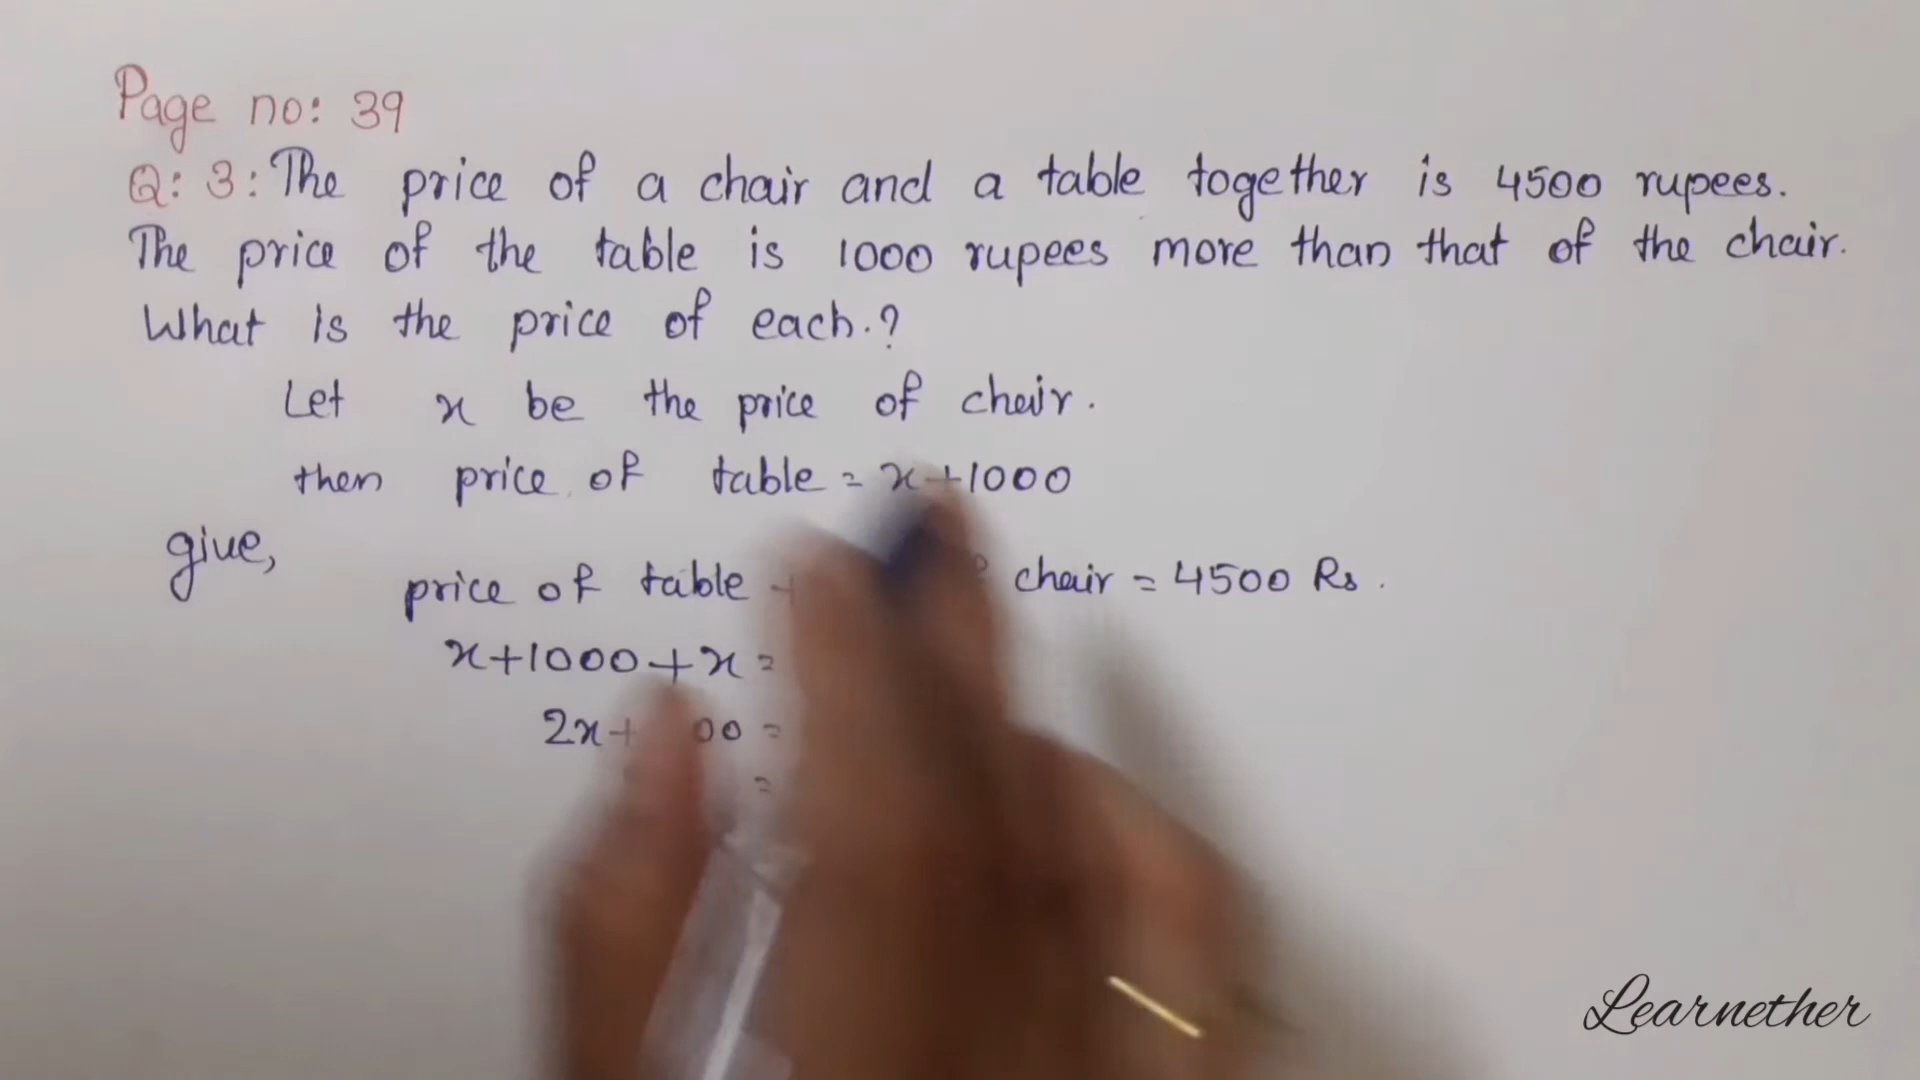 Page no: 39
Q: 3: The price of a chair and a table together is 4500 rupees.
The price of the table is 1000 rupees more than that of the chair.
What is the price of each.?
Let x be the price of chair.
then price of table = x+1000
give,
price of table + chair = 4500 Rs.
x+1000+x =
2x+ 00 =
=
Learnether